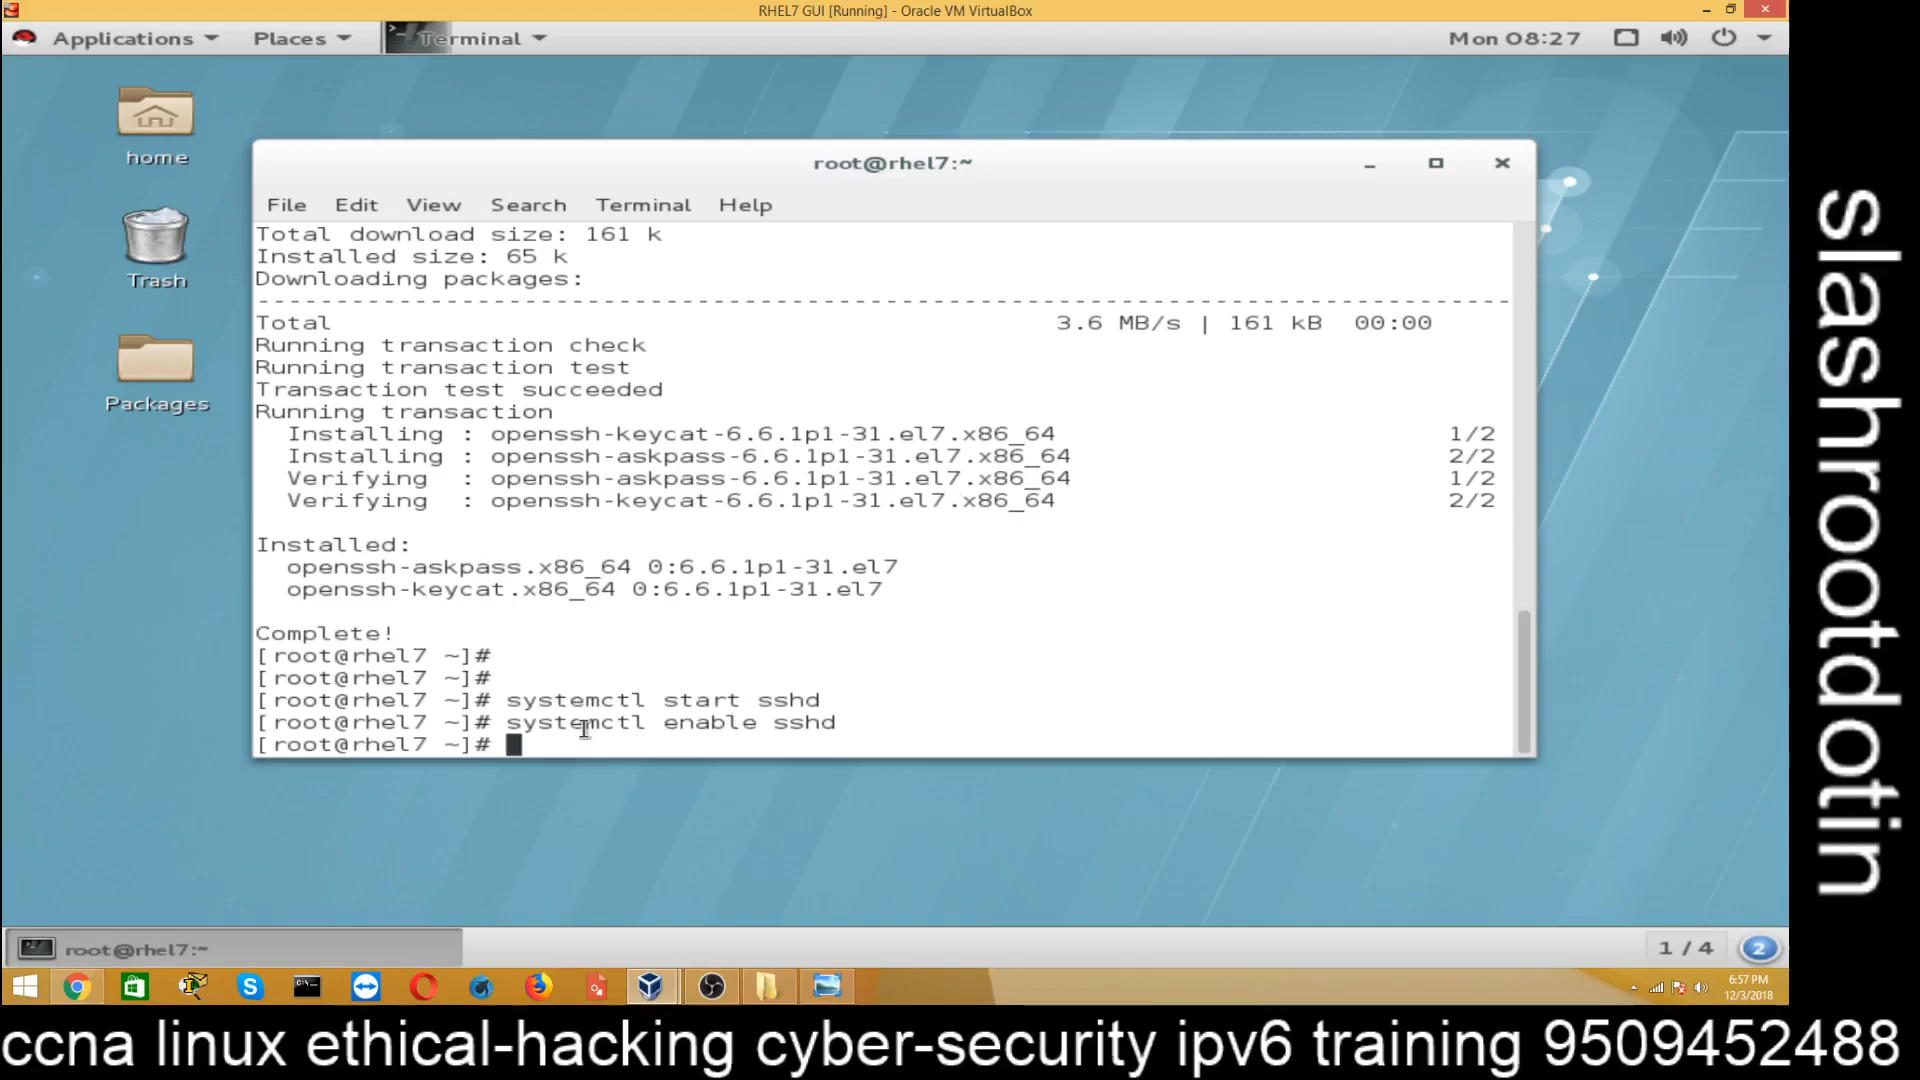 RHEL7 GUI [Running] - Oracle VM VirtualBox
Applications Places Terminal Mon 08:27
home
Trash
Packages
root@rhel7:~
File Edit View Search Terminal Help
Total download size: 161 k
Installed size: 65 k
Downloading packages:
--------------------------------------------------------------------------------
Total 3.6 MB/s | 161 kB 00:00
Running transaction check
Running transaction test
Transaction test succeeded
Running transaction
Installing : openssh-keycat-6.6.1p1-31.el7.x86_64 1/2
Installing : openssh-askpass-6.6.1p1-31.el7.x86_64 2/2
Verifying : openssh-askpass-6.6.1p1-31.el7.x86_64 1/2
Verifying : openssh-keycat-6.6.1p1-31.el7.x86_64 2/2
Installed:
openssh-askpass.x86_64 0:6.6.1p1-31.el7
openssh-keycat.x86_64 0:6.6.1p1-31.el7
Complete!
[root@rhel7 ~]#
[root@rhel7 ~]#
[root@rhel7 ~]# systemctl start sshd
[root@rhel7 ~]# systemctl enable sshd
[root@rhel7 ~]#
root@rhel7:~
1 / 4 2
6:57 PM
12/3/2018
slashrootdotin
ccna linux ethical-hacking cyber-security ipv6 training 9509452488